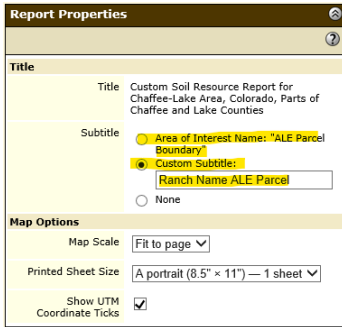 Report Properties
?
Title
Title Custom Soil Resource Report for
Chaffee-Lake Area, Colorado, Parts of
Chaffee and Lake Counties
Subtitle Area of Interest Name: "ALE Parcel
Boundary"
Custom Subtitle:
Ranch Name ALE Parcel
None
Map Options
Map Scale Fit to page
Printed Sheet Size A portrait (8.5" × 11") — 1 sheet
Show UTM
Coordinate Ticks